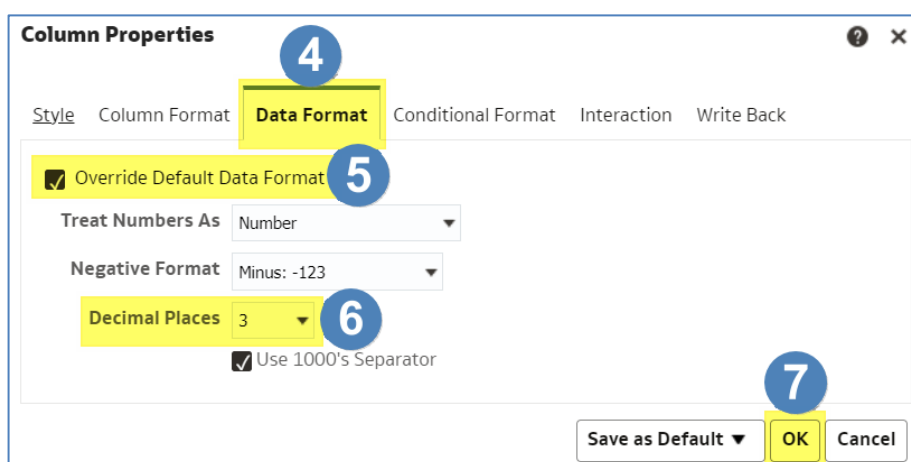 Column Properties
4
Style Column Format Data Format Conditional Format Interaction Write Back
Override Default Data Format 5
Treat Numbers As Number
Negative Format Minus: -123
Decimal Places 3 6
Use 1000's Separator
7
Save as Default OK Cancel